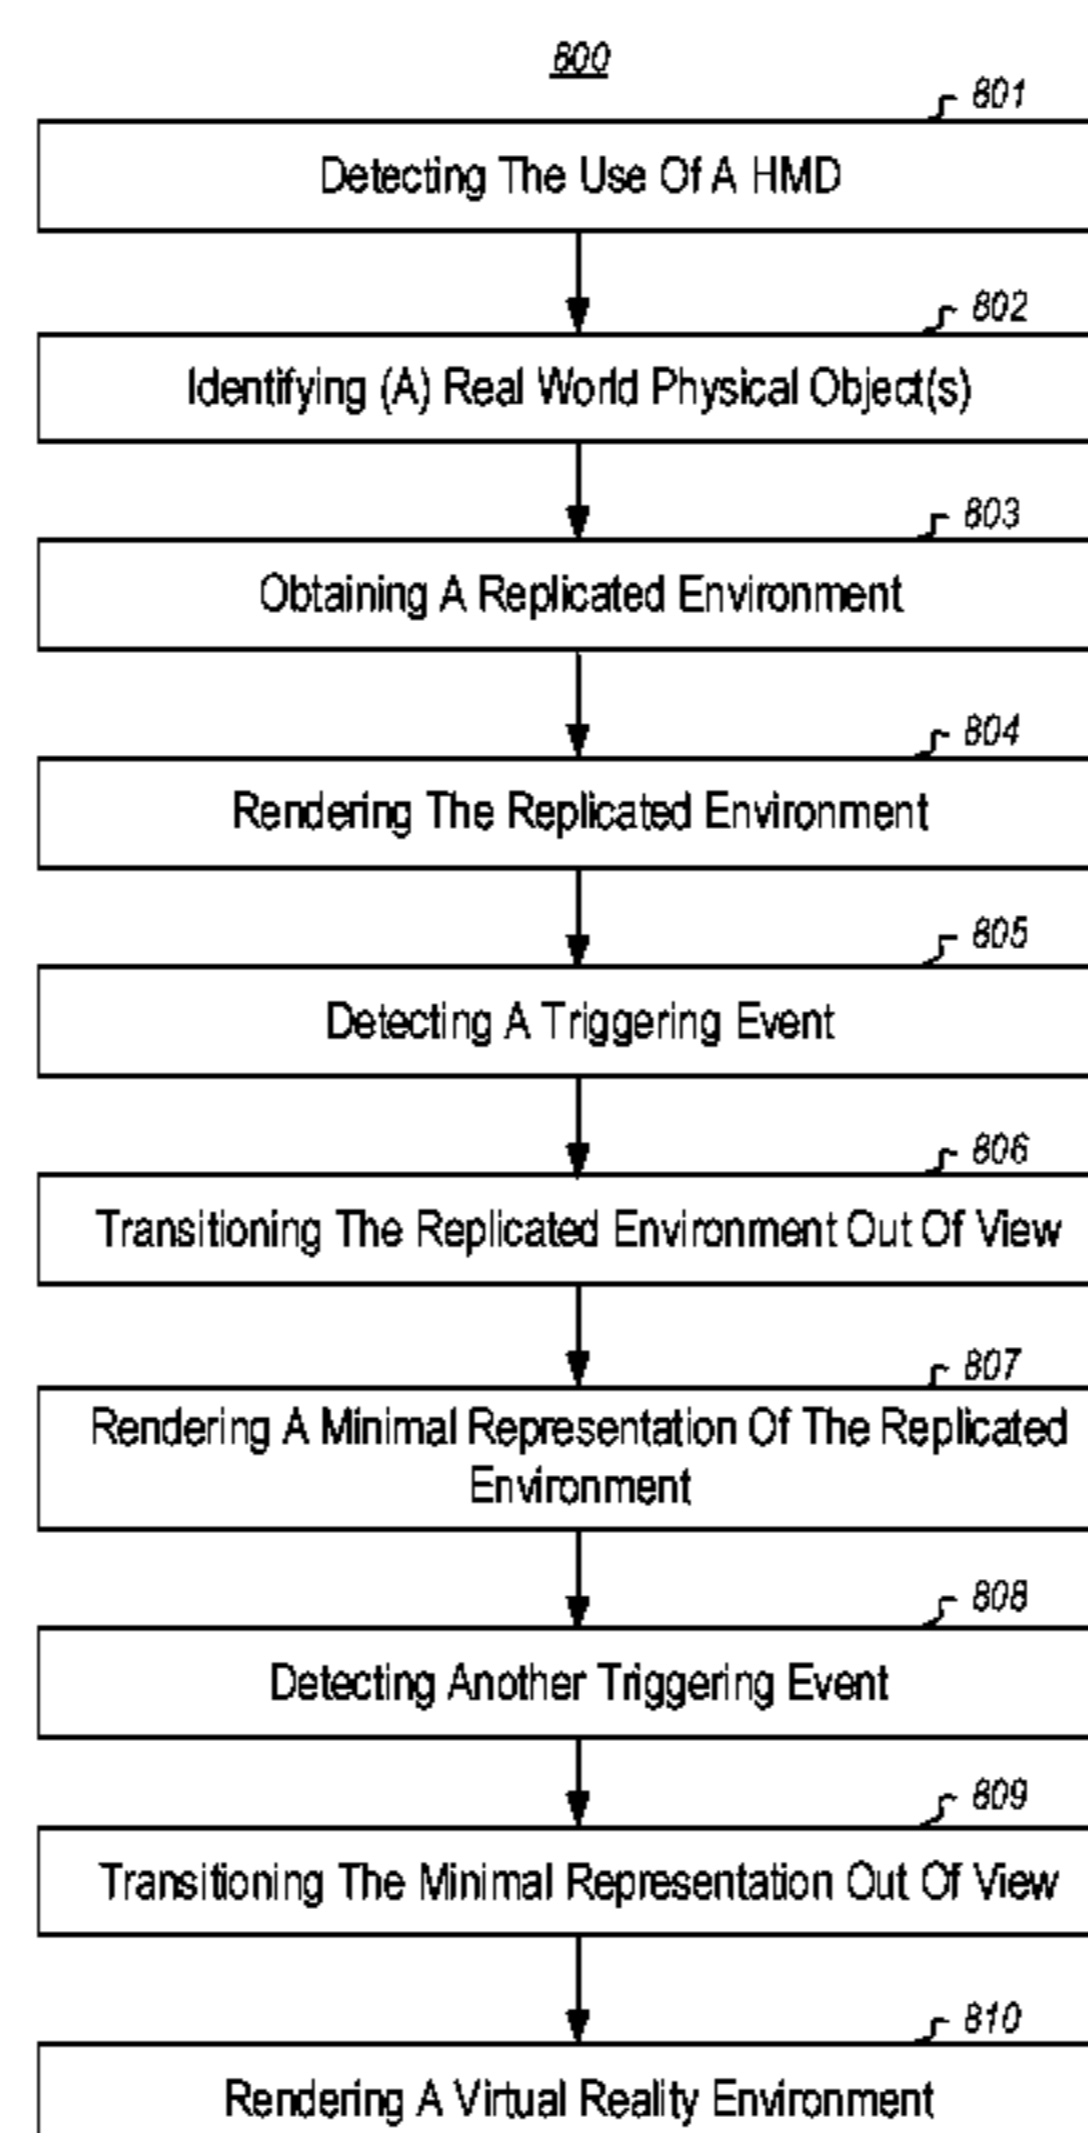 800
801
Detecting The Use Of A HMD
802
Identifying (A) Real World Physical Object(s)
803
Obtaining A Replicated Environment
804
Rendering The Replicated Environment
805
Detecting A Triggering Event
806
Transitioning The Replicated Environment Out Of View
807
Rendering A Minimal Representation Of The Replicated
Environment
808
Detecting Another Triggering Event
809
Transitioning The Minimal Representation Out Of View
810
Rendering A Virtual Reality Environment